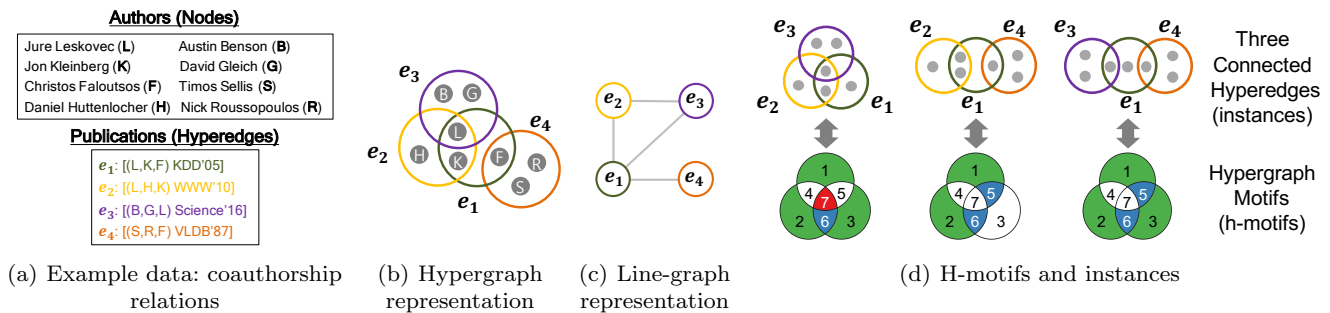 Authors (Nodes)
Jure Leskovec (L) Austin Benson (B)
Jon Kleinberg (K) David Gleich (G)
Christos Faloutsos (F) Timos Sellis (S)
Daniel Huttenlocher (H) Nick Roussopoulos (R)
Publications (Hyperedges)
e₁: [(L,K,F) KDD'05]
e₂: [(L,H,K) WWW'10]
e₃: [(B,G,L) Science'16]
e₄: [(S,R,F) VLDB'87]
(a) Example data: coauthorship
relations
e₃
B G
e₄
L
e₂
H K F R
S
e₁
(b) Hypergraph
representation
e₂ e₃
e₁ e₄
(c) Line-graph
representation
e₃
e₂ e₁
e₂ e₄
e₁
e₃ e₄
e₁
Three
Connected
Hyperedges
(instances)
1
4 5
7
2 6 3
1
4 5
7
2 6 3
1
4 5
7
2 6 3
Hypergraph
Motifs
(h-motifs)
(d) H-motifs and instances